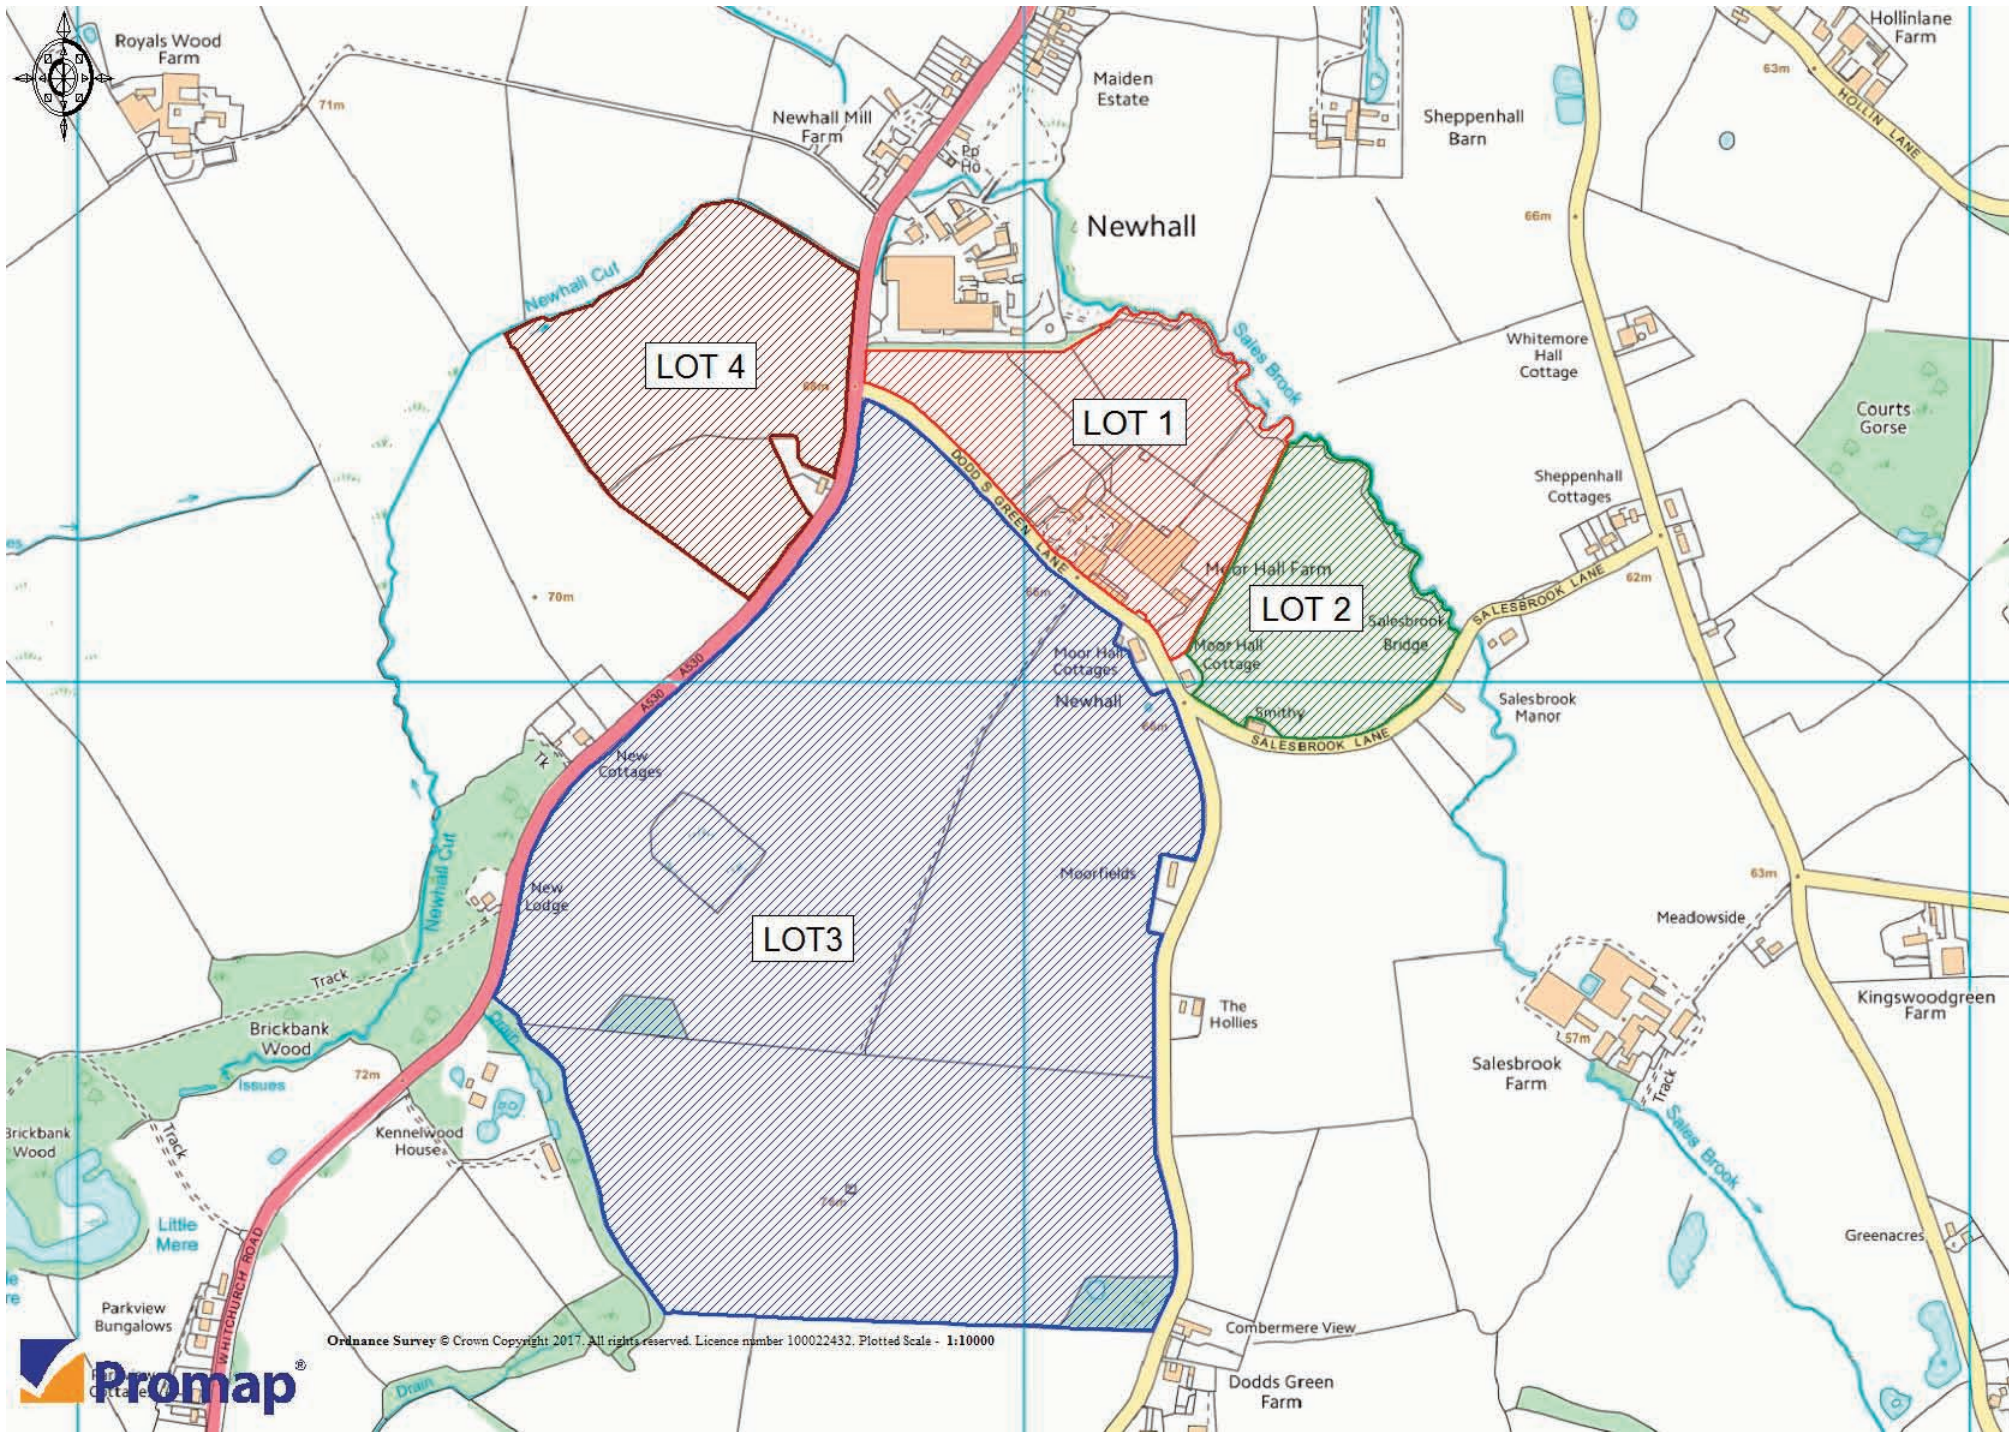 Royals Wood
Farm
71m
Newhall Mill
Farm
Pp
Ho
Maiden
Estate
Sheppenhall
Barn
Hollinlane
Farm
63m
HOLLIN LANE
Newhall
66m
Newhall Cut
LOT 4
68m
Sales Brook
LOT 1
Whitemore
Hall
Cottage
Courts
Gorse
Sheppenhall
Cottages
DODD S GREEN LANE
70m
66m
Moor Hall Farm
LOT 2
Salesbrook
Bridge
SALESBROOK LANE
62m
Moor Hall
Cottages
Moor Hall
Cottage
A530
A530
Newhall
66m
Smithy
SALESBROOK LANE
Salesbrook
Manor
Tk
New
Cottages
Newhall Cut
New
Lodge
Moorfields
63m
Meadowside
LOT3
Track
Kingswoodgreen
Farm
Brickbank
Wood
Drain
The
Hollies
57m
Issues
72m
Salesbrook
Farm
Track
Brickbank
Wood
Track
Kennelwood
House
Sales Brook
76m
Little
Mere
Greenacres
WHITCHURCH ROAD
Parkview
Bungalows
Combermere View
Ordnance Survey © Crown Copyright 2017. All rights reserved. Licence number 100022432. Plotted Scale - 1:10000
Promap®
Drain
Dodds Green
Farm